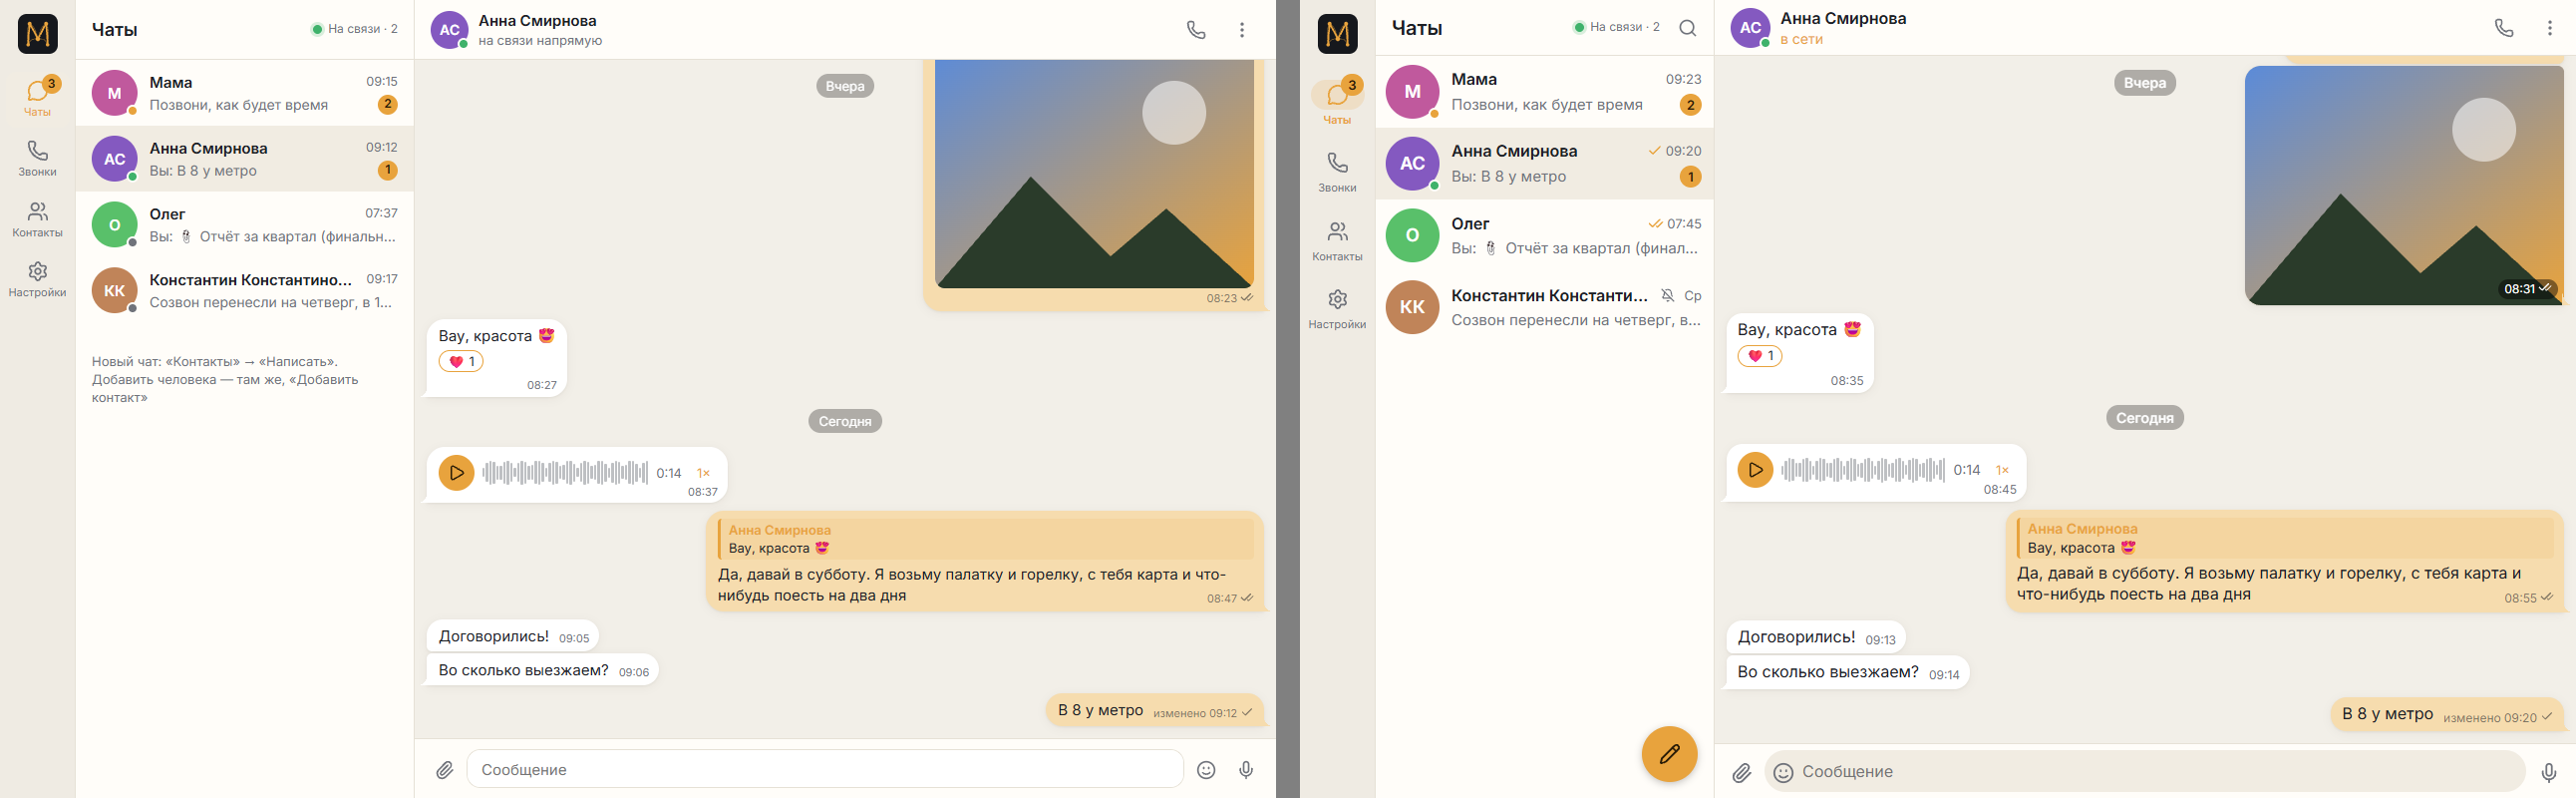 Чаты
На связи · 2
3
Чаты
Звонки
Контакты
Настройки
М
Мама
09:15
Позвони, как будет время
2
АС
Анна Смирнова
09:12
Вы: В 8 у метро
1
О
Олег
07:37
Вы: 📎 Отчёт за квартал (финальн...
КК
Константин Константино...
09:17
Созвон перенесли на четверг, в 1...
Новый чат: «Контакты» → «Написать».
Добавить человека — там же, «Добавить
контакт»
АС
Анна Смирнова
на связи напрямую
Вчера
08:23
Вау, красота 😍
❤️ 1
08:27
Сегодня
0:14 1×
08:37
Анна Смирнова
Вау, красота 😍
Да, давай в субботу. Я возьму палатку и горелку, с тебя карта и что-
нибудь поесть на два дня
08:47
Договорились! 09:05
Во сколько выезжаем? 09:06
В 8 у метро изменено 09:12
Сообщение
Чаты
На связи · 2
3
Чаты
Звонки
Контакты
Настройки
М
Мама
09:23
Позвони, как будет время
2
АС
Анна Смирнова
09:20
Вы: В 8 у метро
1
О
Олег
07:45
Вы: 📎 Отчёт за квартал (финал...
КК
Константин Константи...
Ср
Созвон перенесли на четверг, в...
АС
Анна Смирнова
в сети
Вчера
08:31
Вау, красота 😍
❤️ 1
08:35
Сегодня
0:14 1×
08:45
Анна Смирнова
Вау, красота 😍
Да, давай в субботу. Я возьму палатку и горелку, с тебя карта и
что-нибудь поесть на два дня
08:55
Договорились! 09:13
Во сколько выезжаем? 09:14
В 8 у метро изменено 09:20
Сообщение